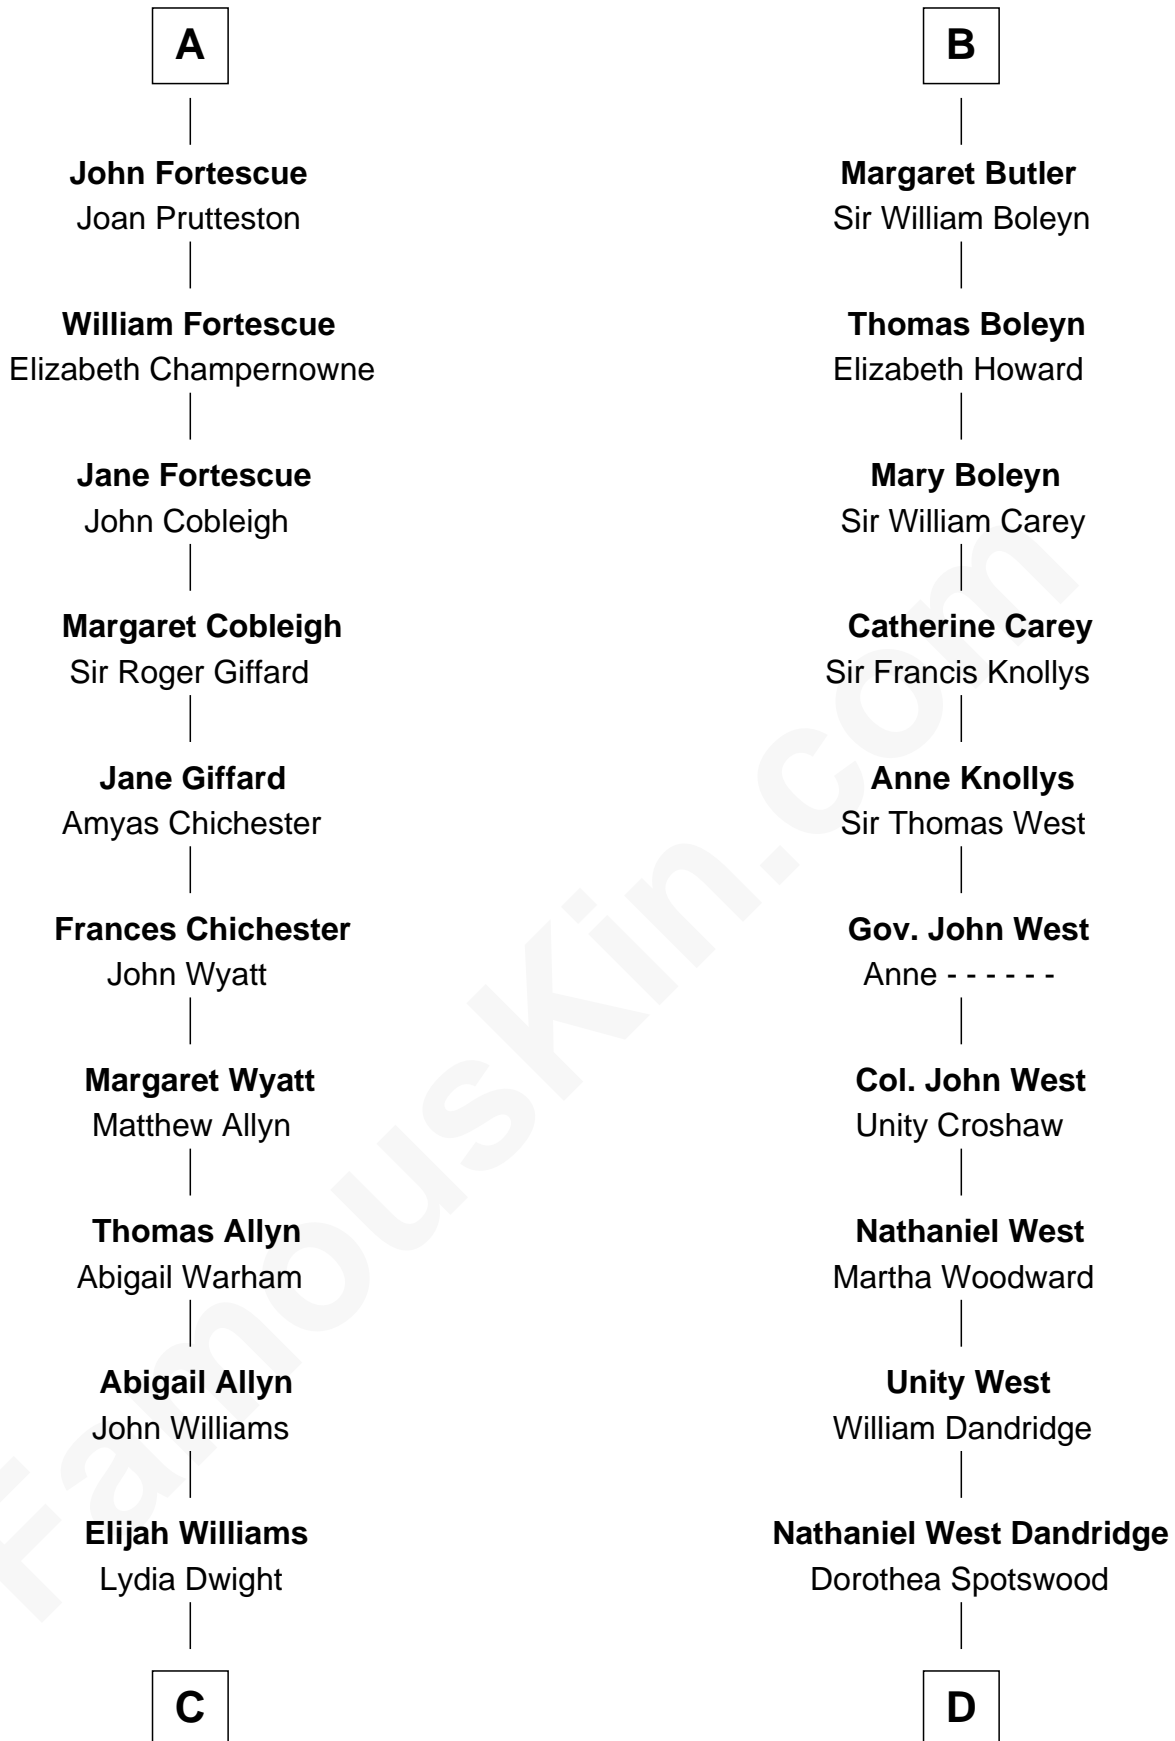 A
John Fortescue
Joan Prutteston
William Fortescue
Elizabeth Champernowne
Jane Fortescue
John Cobleigh
Margaret Cobleigh
Sir Roger Giffard
Jane Giffard
Amyas Chichester
Frances Chichester
John Wyatt
Margaret Wyatt
Matthew Allyn
Thomas Allyn
Abigail Warham
Abigail Allyn
John Williams
Elijah Williams
Lydia Dwight
C
B
Margaret Butler
Sir William Boleyn
Thomas Boleyn
Elizabeth Howard
Mary Boleyn
Sir William Carey
Catherine Carey
Sir Francis Knollys
Anne Knollys
Sir Thomas West
Gov. John West
Anne - - - - - -
Col. John West
Unity Croshaw
Nathaniel West
Martha Woodward
Unity West
William Dandridge
Nathaniel West Dandridge
Dorothea Spotswood
D
FamousKin.com